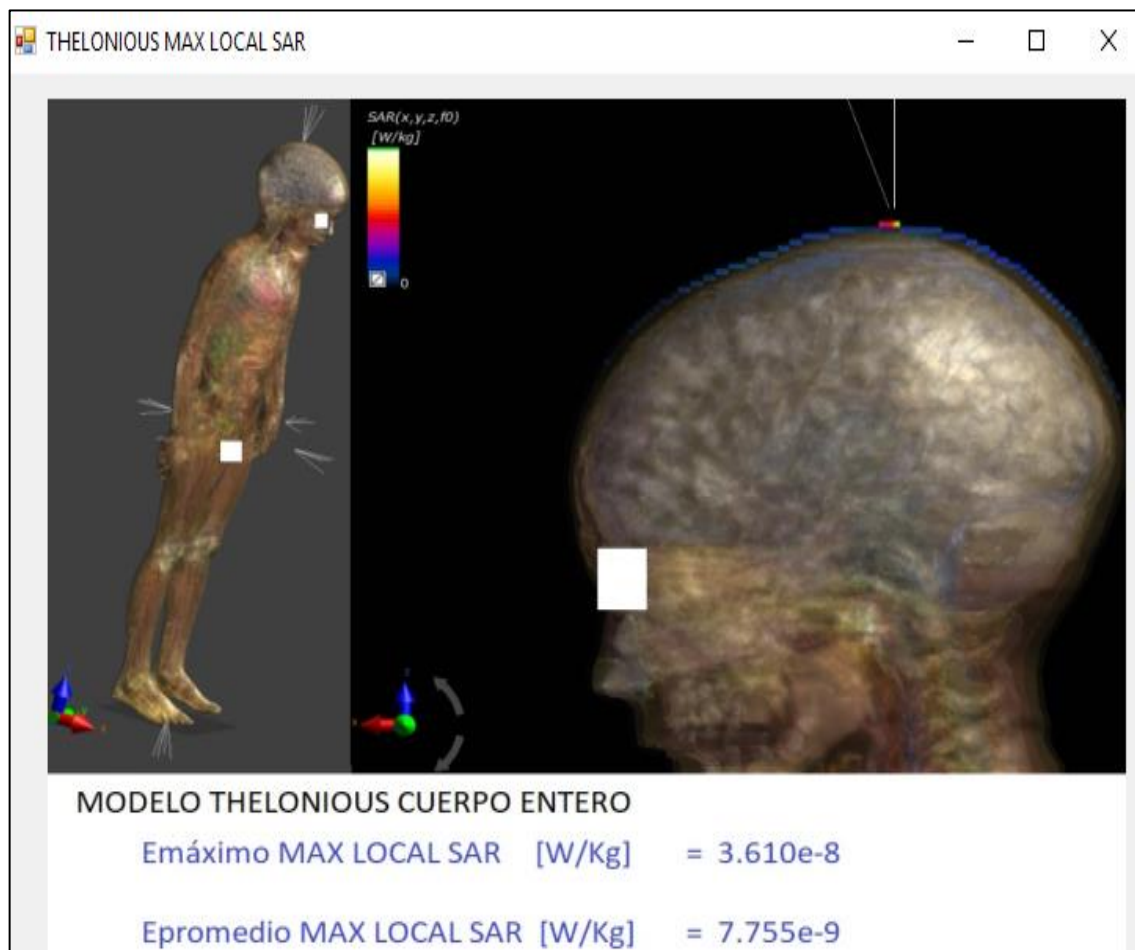 THELONIOUS MAX LOCAL SAR
SAR(x,y,z,f0)
[W/kg]
0
MODELO THELONIOUS CUERPO ENTERO
Emáximo MAX LOCAL SAR [W/Kg] = 3.610e-8
Epromedio MAX LOCAL SAR [W/Kg] = 7.755e-9